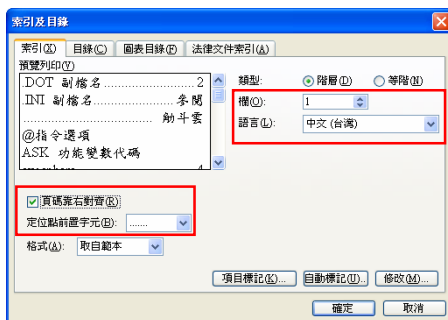 索引及目錄
索引(X) 目錄(C) 圖表目錄(F) 法律文件索引(A)
預覽列印(V)
.DOT 副檔名..................2
.INI 副檔名..................參閱
.................. 觔斗雲
@指令選項
ASK 功能變數代碼
類型: 階層(D) 等階(N)
欄(O): 1
語言(L): 中文 (台灣)
頁碼靠右對齊(R)
定位點前置字元(B): .......
格式(A): 取自範本
項目標記(K)... 自動標記(U).. 修改(M)...
確定 取消